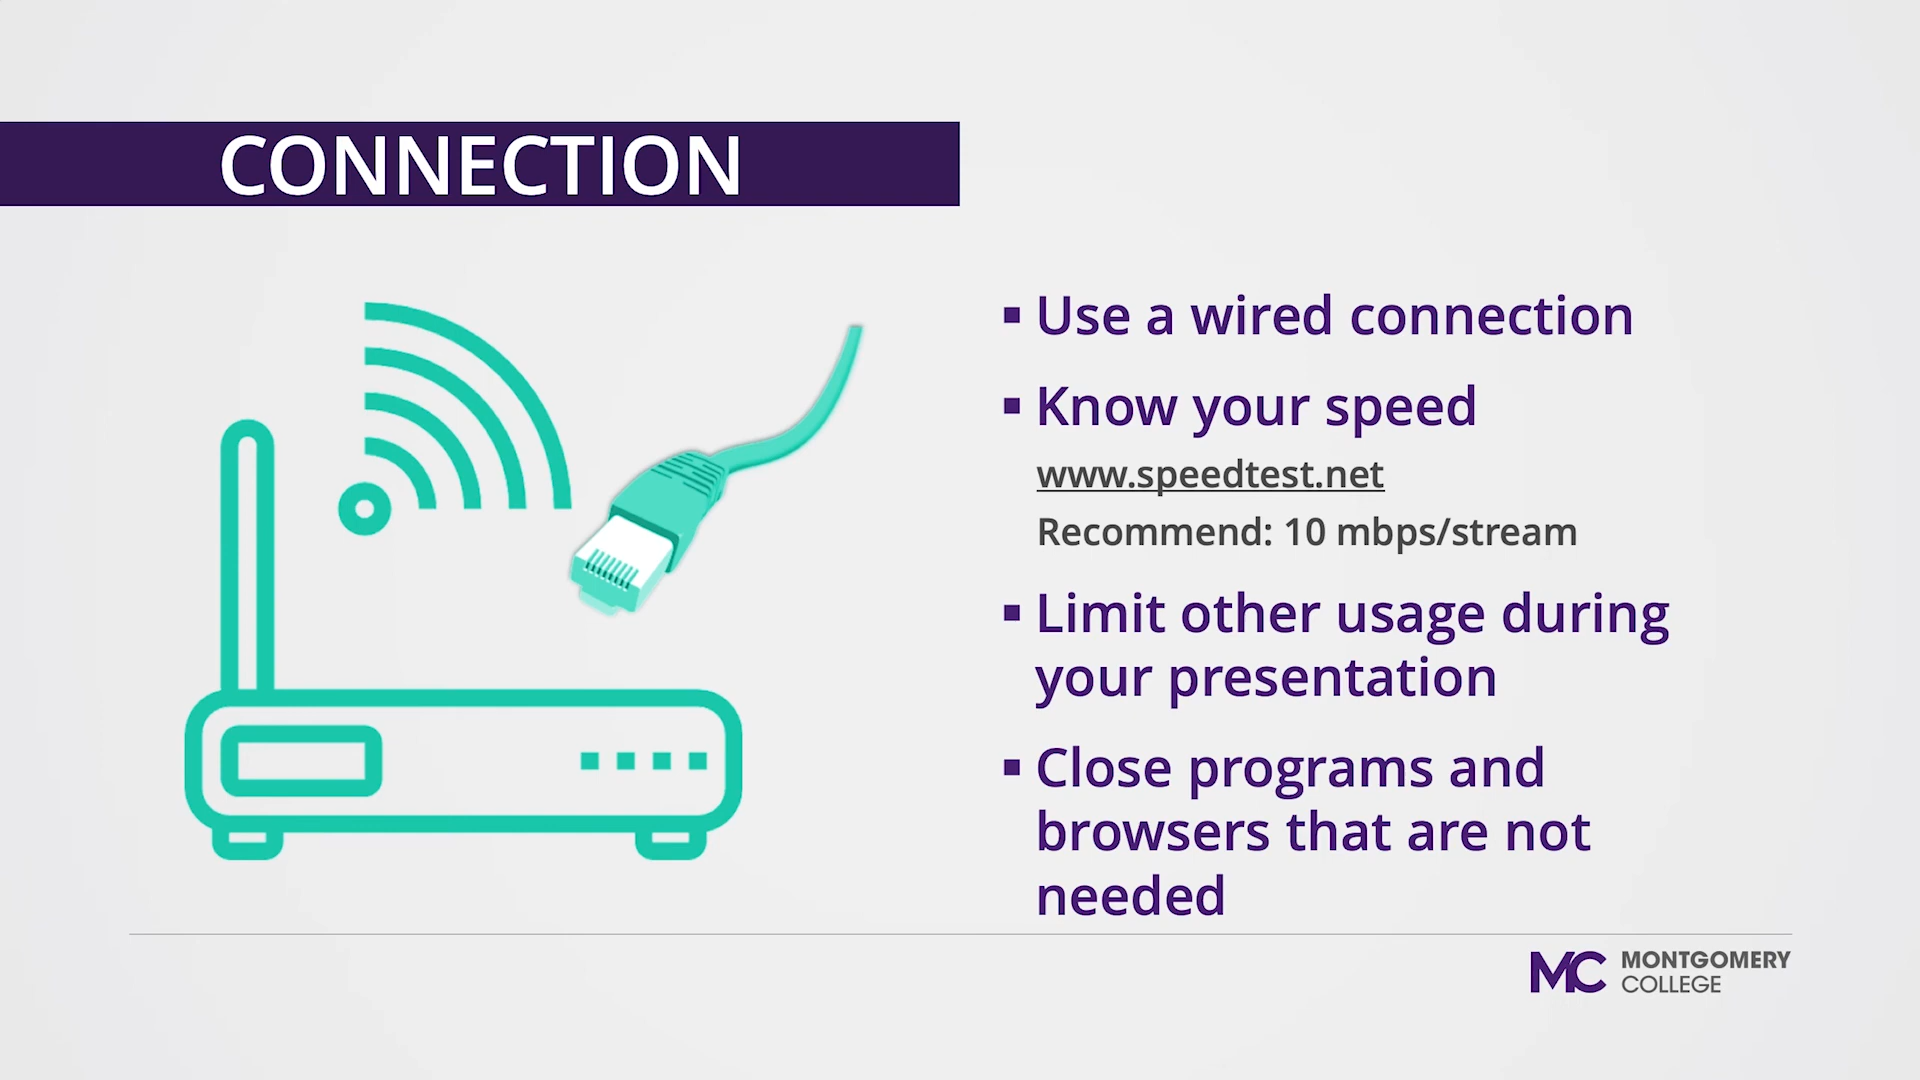 CONNECTION
▪ Use a wired connection
▪ Know your speed
www.speedtest.net
Recommend: 10 mbps/stream
▪ Limit other usage during
your presentation
▪ Close programs and
browsers that are not
needed
MC MONTGOMERY
COLLEGE